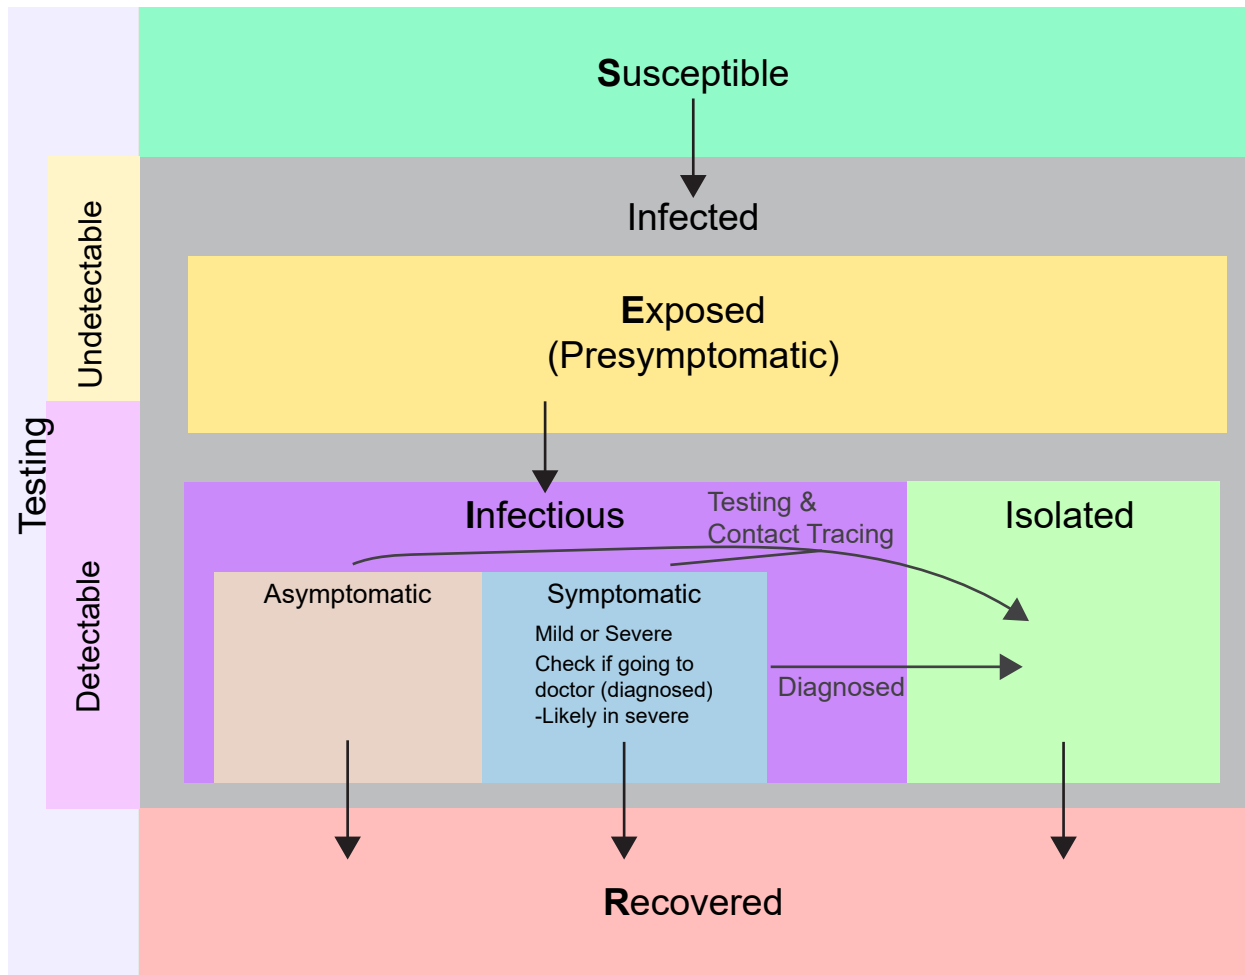 Susceptible
Infected
Undetectable
Exposed
(Presymptomatic)
Testing
Detectable
Infectious
Testing &
Contact Tracing
Isolated
Asymptomatic
Symptomatic
Mild or Severe
Check if going to
doctor (diagnosed)
-Likely in severe
Diagnosed
Recovered